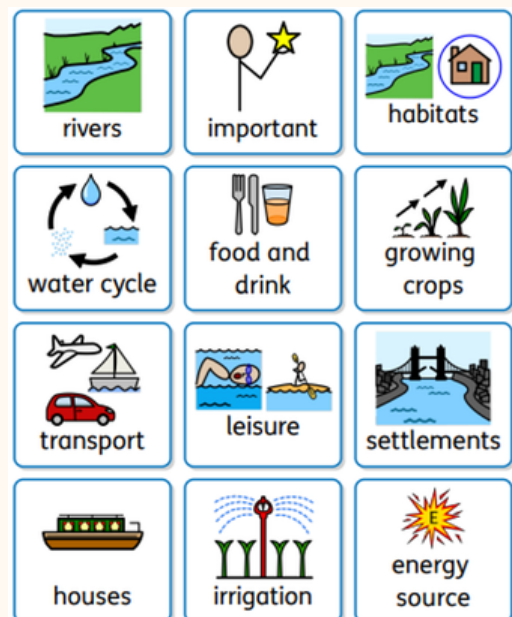 rivers
important
habitats
water cycle
food and
drink
growing
crops
transport
leisure
settlements
houses
irrigation
E
energy
source